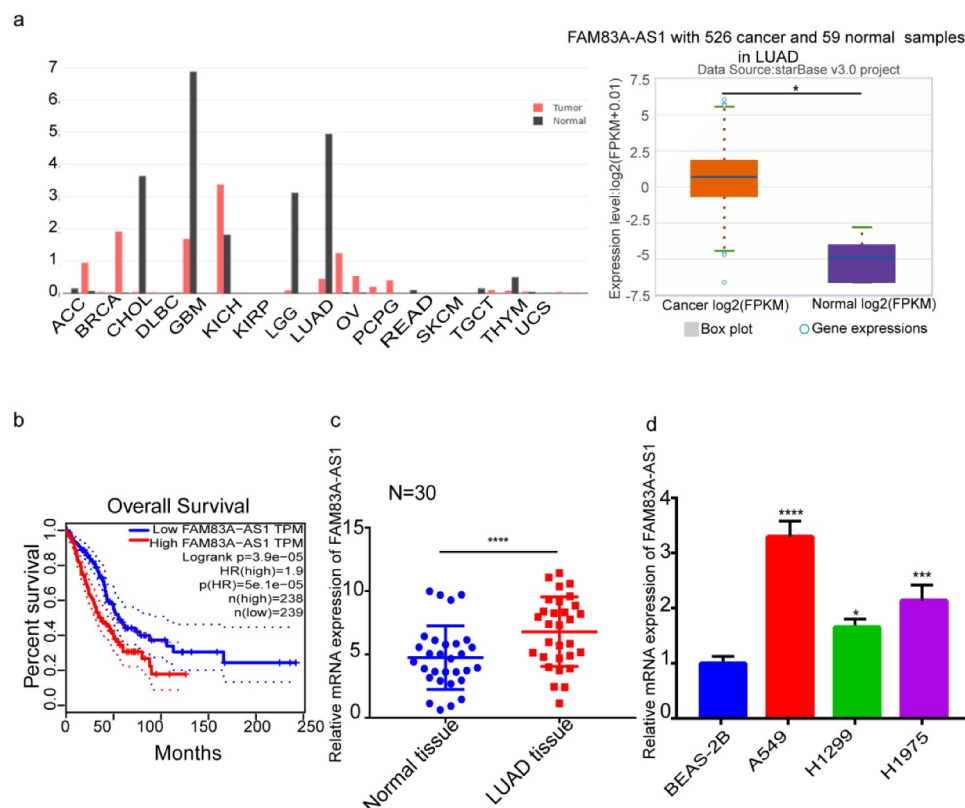 a
7
6
5
4
3
2
1
0
Tumor
Normal
ACC
BRCA
CHOL
DLBC
GBM
KICH
KIRP
LGG
LUAD
OV
PCPG
READ
SKCM
TGCT
THYM
UCS
FAM83A-AS1 with 526 cancer and 59 normal samples
in LUAD
Data Source:starBase v3.0 project
*
Expression level:log2(FPKM+0.01)
7.5
2.5
0
-2.5
-5
-7.5
Cancer log2(FPKM)
Normal log2(FPKM)
Box plot
Gene expressions
b
Overall Survival
Low FAM83A-AS1 TPM
High FAM83A-AS1 TPM
Logrank p=3.9e-05
HR(high)=1.9
p(HR)=5e.1e-05
n(high)=238
n(low)=239
Percent survival
1.0
0.8
0.6
0.4
0.2
0.0
0
50
100
150
200
250
Months
c
N=30
****
Relative mRNA expression of FAM83A-AS1
15
10
5
0
Normal tissue
LUAD tissue
d
Relative mRNA expression of FAM83A-AS1
4
3
2
1
0
****
*
***
BEAS-2B
A549
H1299
H1975